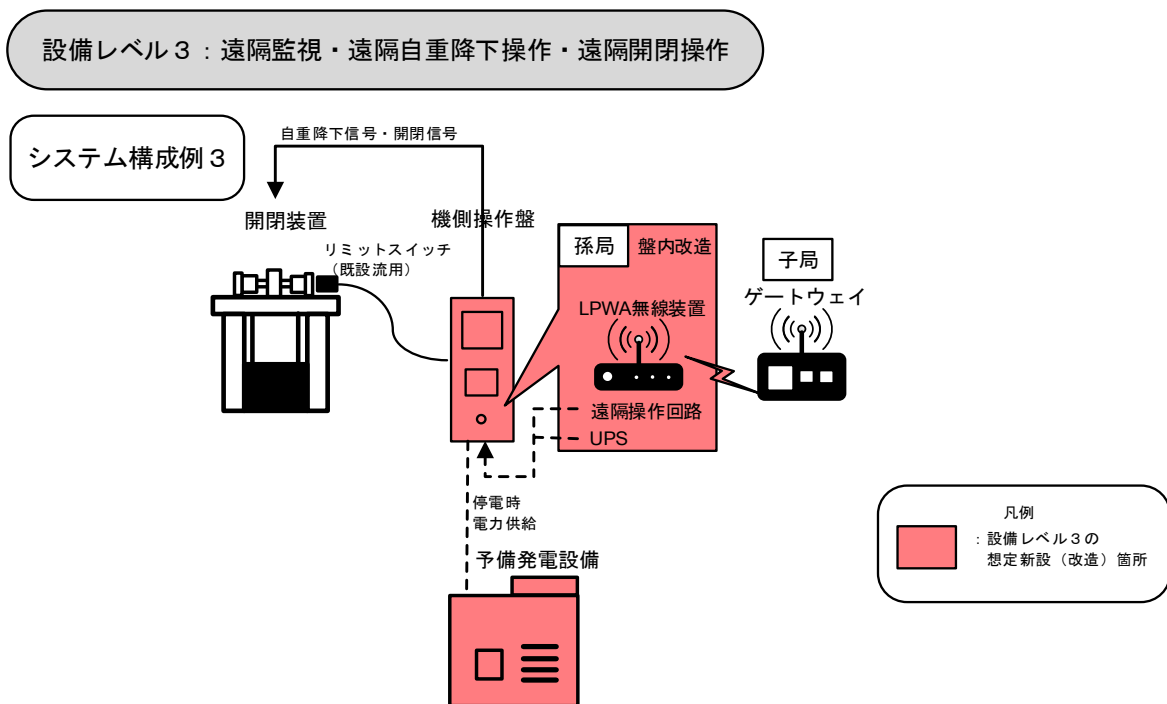 設備レベル３：遠隔監視・遠隔自重降下操作・遠隔開閉操作
システム構成例３
自重降下信号・開閉信号
開閉装置
機側操作盤
リミットスイッチ
（既設流用）
孫局
盤内改造
LPWA無線装置
遠隔操作回路
UPS
子局
ゲートウェイ
停電時
電力供給
予備発電設備
凡例
：設備レベル３の
想定新設（改造）箇所